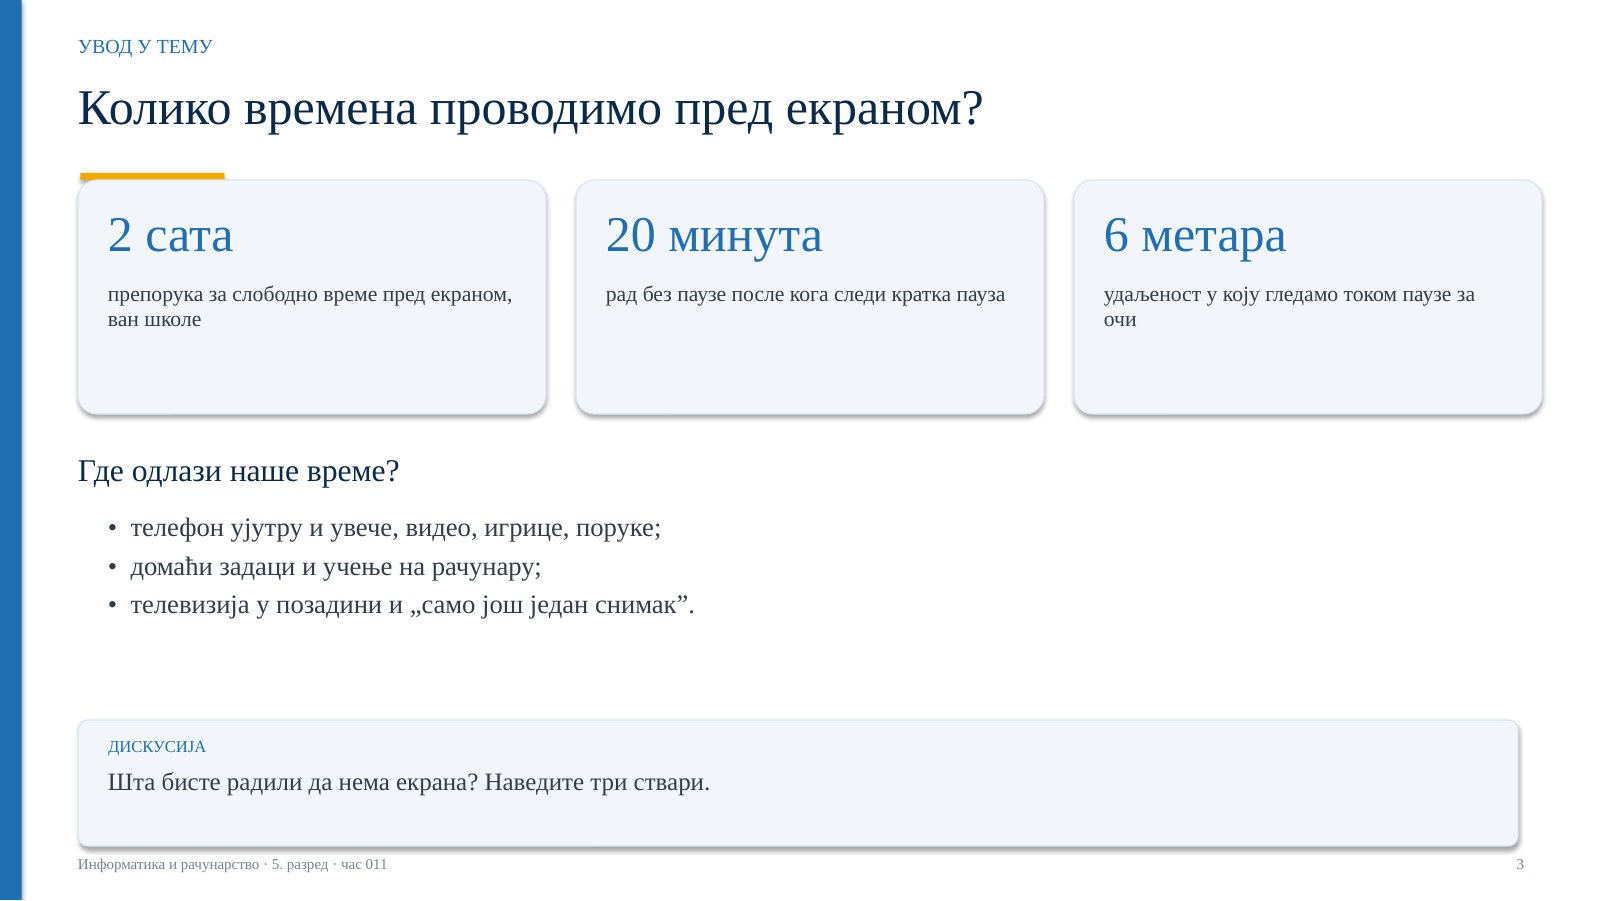 УВОД У ТЕМУ
Колико времена проводимо пред екраном?
2 сата
препорука за слободно време пред екраном,
ван школе
20 минута
рад без паузе после кога следи кратка пауза
6 метара
удаљеност у коју гледамо током паузе за
очи
Где одлази наше време?
• телефон ујутру и увече, видео, игрице, поруке;
• домаћи задаци и учење на рачунару;
• телевизија у позадини и „само још један снимак”.
ДИСКУСИЈА
Шта бисте радили да нема екрана? Наведите три ствари.
Информатика и рачунарство · 5. разред · час 011
3